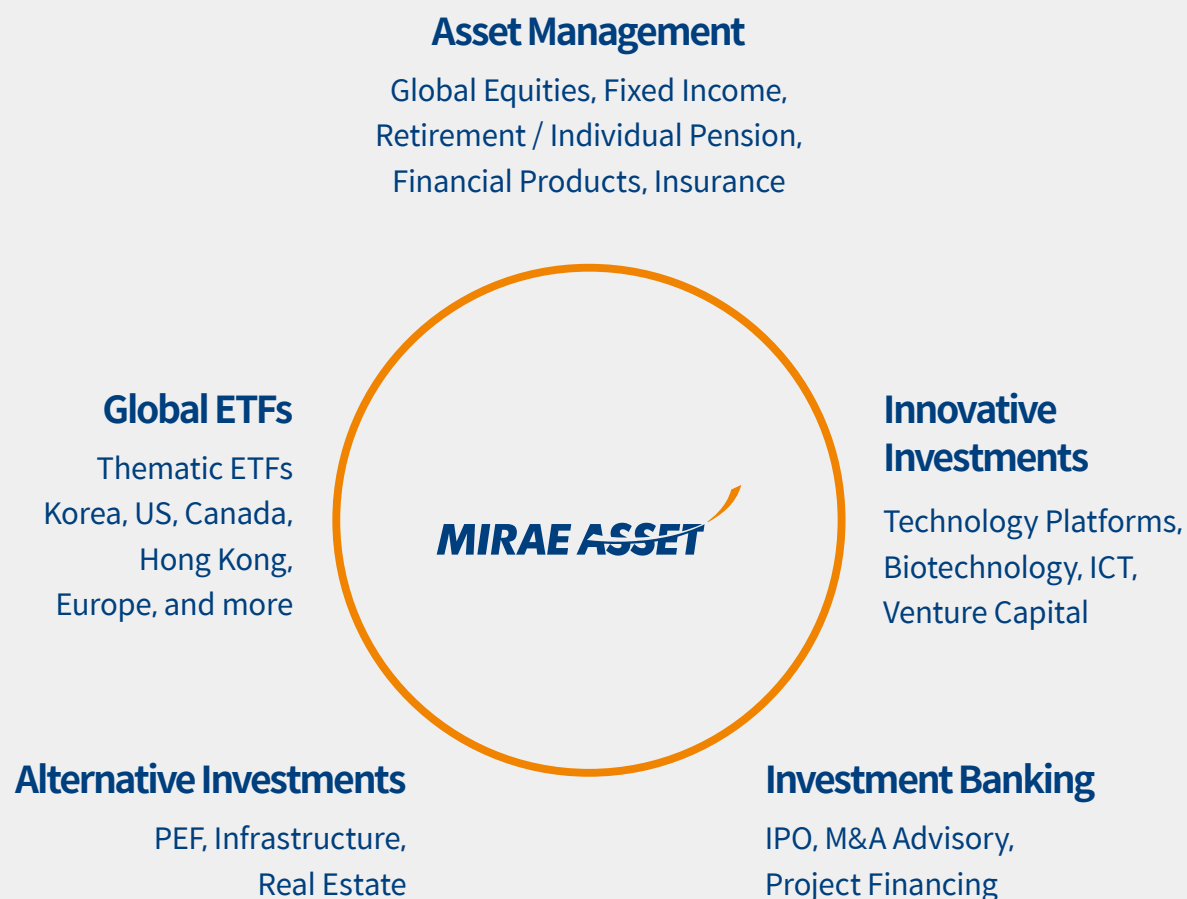 Asset Management
Global Equities, Fixed Income,
Retirement / Individual Pension,
Financial Products, Insurance
Global ETFs
Thematic ETFs
Korea, US, Canada,
Hong Kong,
Europe, and more
MIRAE ASSET
Innovative
Investments
Technology Platforms,
Biotechnology, ICT,
Venture Capital
Alternative Investments
PEF, Infrastructure,
Real Estate
Investment Banking
IPO, M&A Advisory,
Project Financing